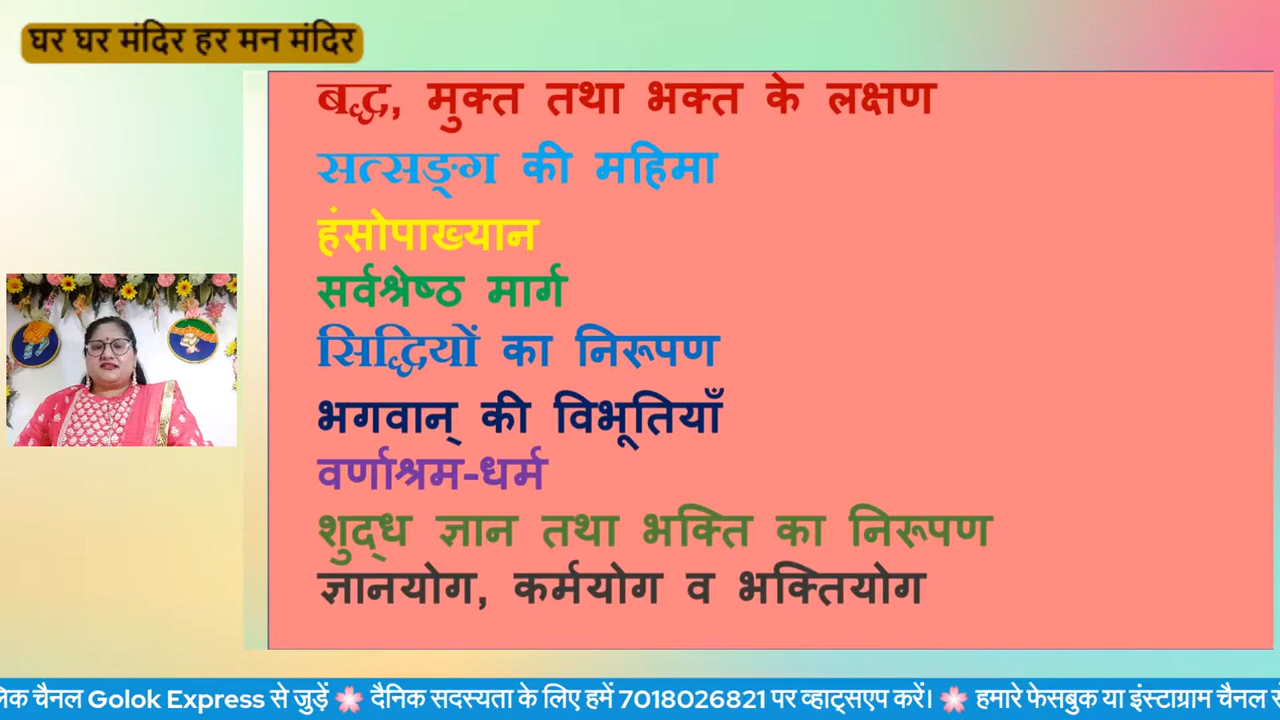 घर घर मंदिर हर मन मंदिर
बद्ध, मुक्त तथा भक्त के लक्षण
सत्सङ्ग की महिमा
हंसोपाख्यान
सर्वश्रेष्ठ मार्ग
सिद्धियों का निरूपण
भगवान् की विभूतियाँ
वर्णाश्रम-धर्म
शुद्ध ज्ञान तथा भक्ति का निरूपण
ज्ञानयोग, कर्मयोग व भक्तियोग
चैनल Golok Express से जुड़ें 🌸 दैनिक सदस्यता के लिए हमें 7018026821 पर व्हाट्सएप करें। 🌸 हमारे फेसबुक या इंस्टाग्राम चैनल